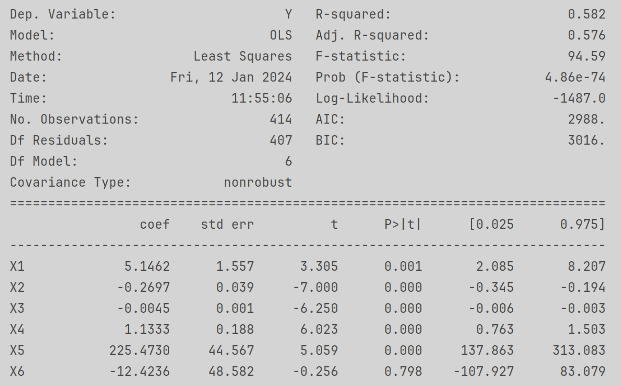 Dep. Variable: Y R-squared: 0.582
Model: OLS Adj. R-squared: 0.576
Method: Least Squares F-statistic: 94.59
Date: Fri, 12 Jan 2024 Prob (F-statistic): 4.86e-74
Time: 11:55:06 Log-Likelihood: -1487.0
No. Observations: 414 AIC: 2988.
Df Residuals: 407 BIC: 3016.
Df Model: 6
Covariance Type: nonrobust
==============================================================================
coef std err t P>|t| [0.025 0.975]
------------------------------------------------------------------------------
X1 5.1462 1.557 3.305 0.001 2.085 8.207
X2 -0.2697 0.039 -7.000 0.000 -0.345 -0.194
X3 -0.0045 0.001 -6.250 0.000 -0.006 -0.003
X4 1.1333 0.188 6.023 0.000 0.763 1.503
X5 225.4730 44.567 5.059 0.000 137.863 313.083
X6 -12.4236 48.582 -0.256 0.798 -107.927 83.079